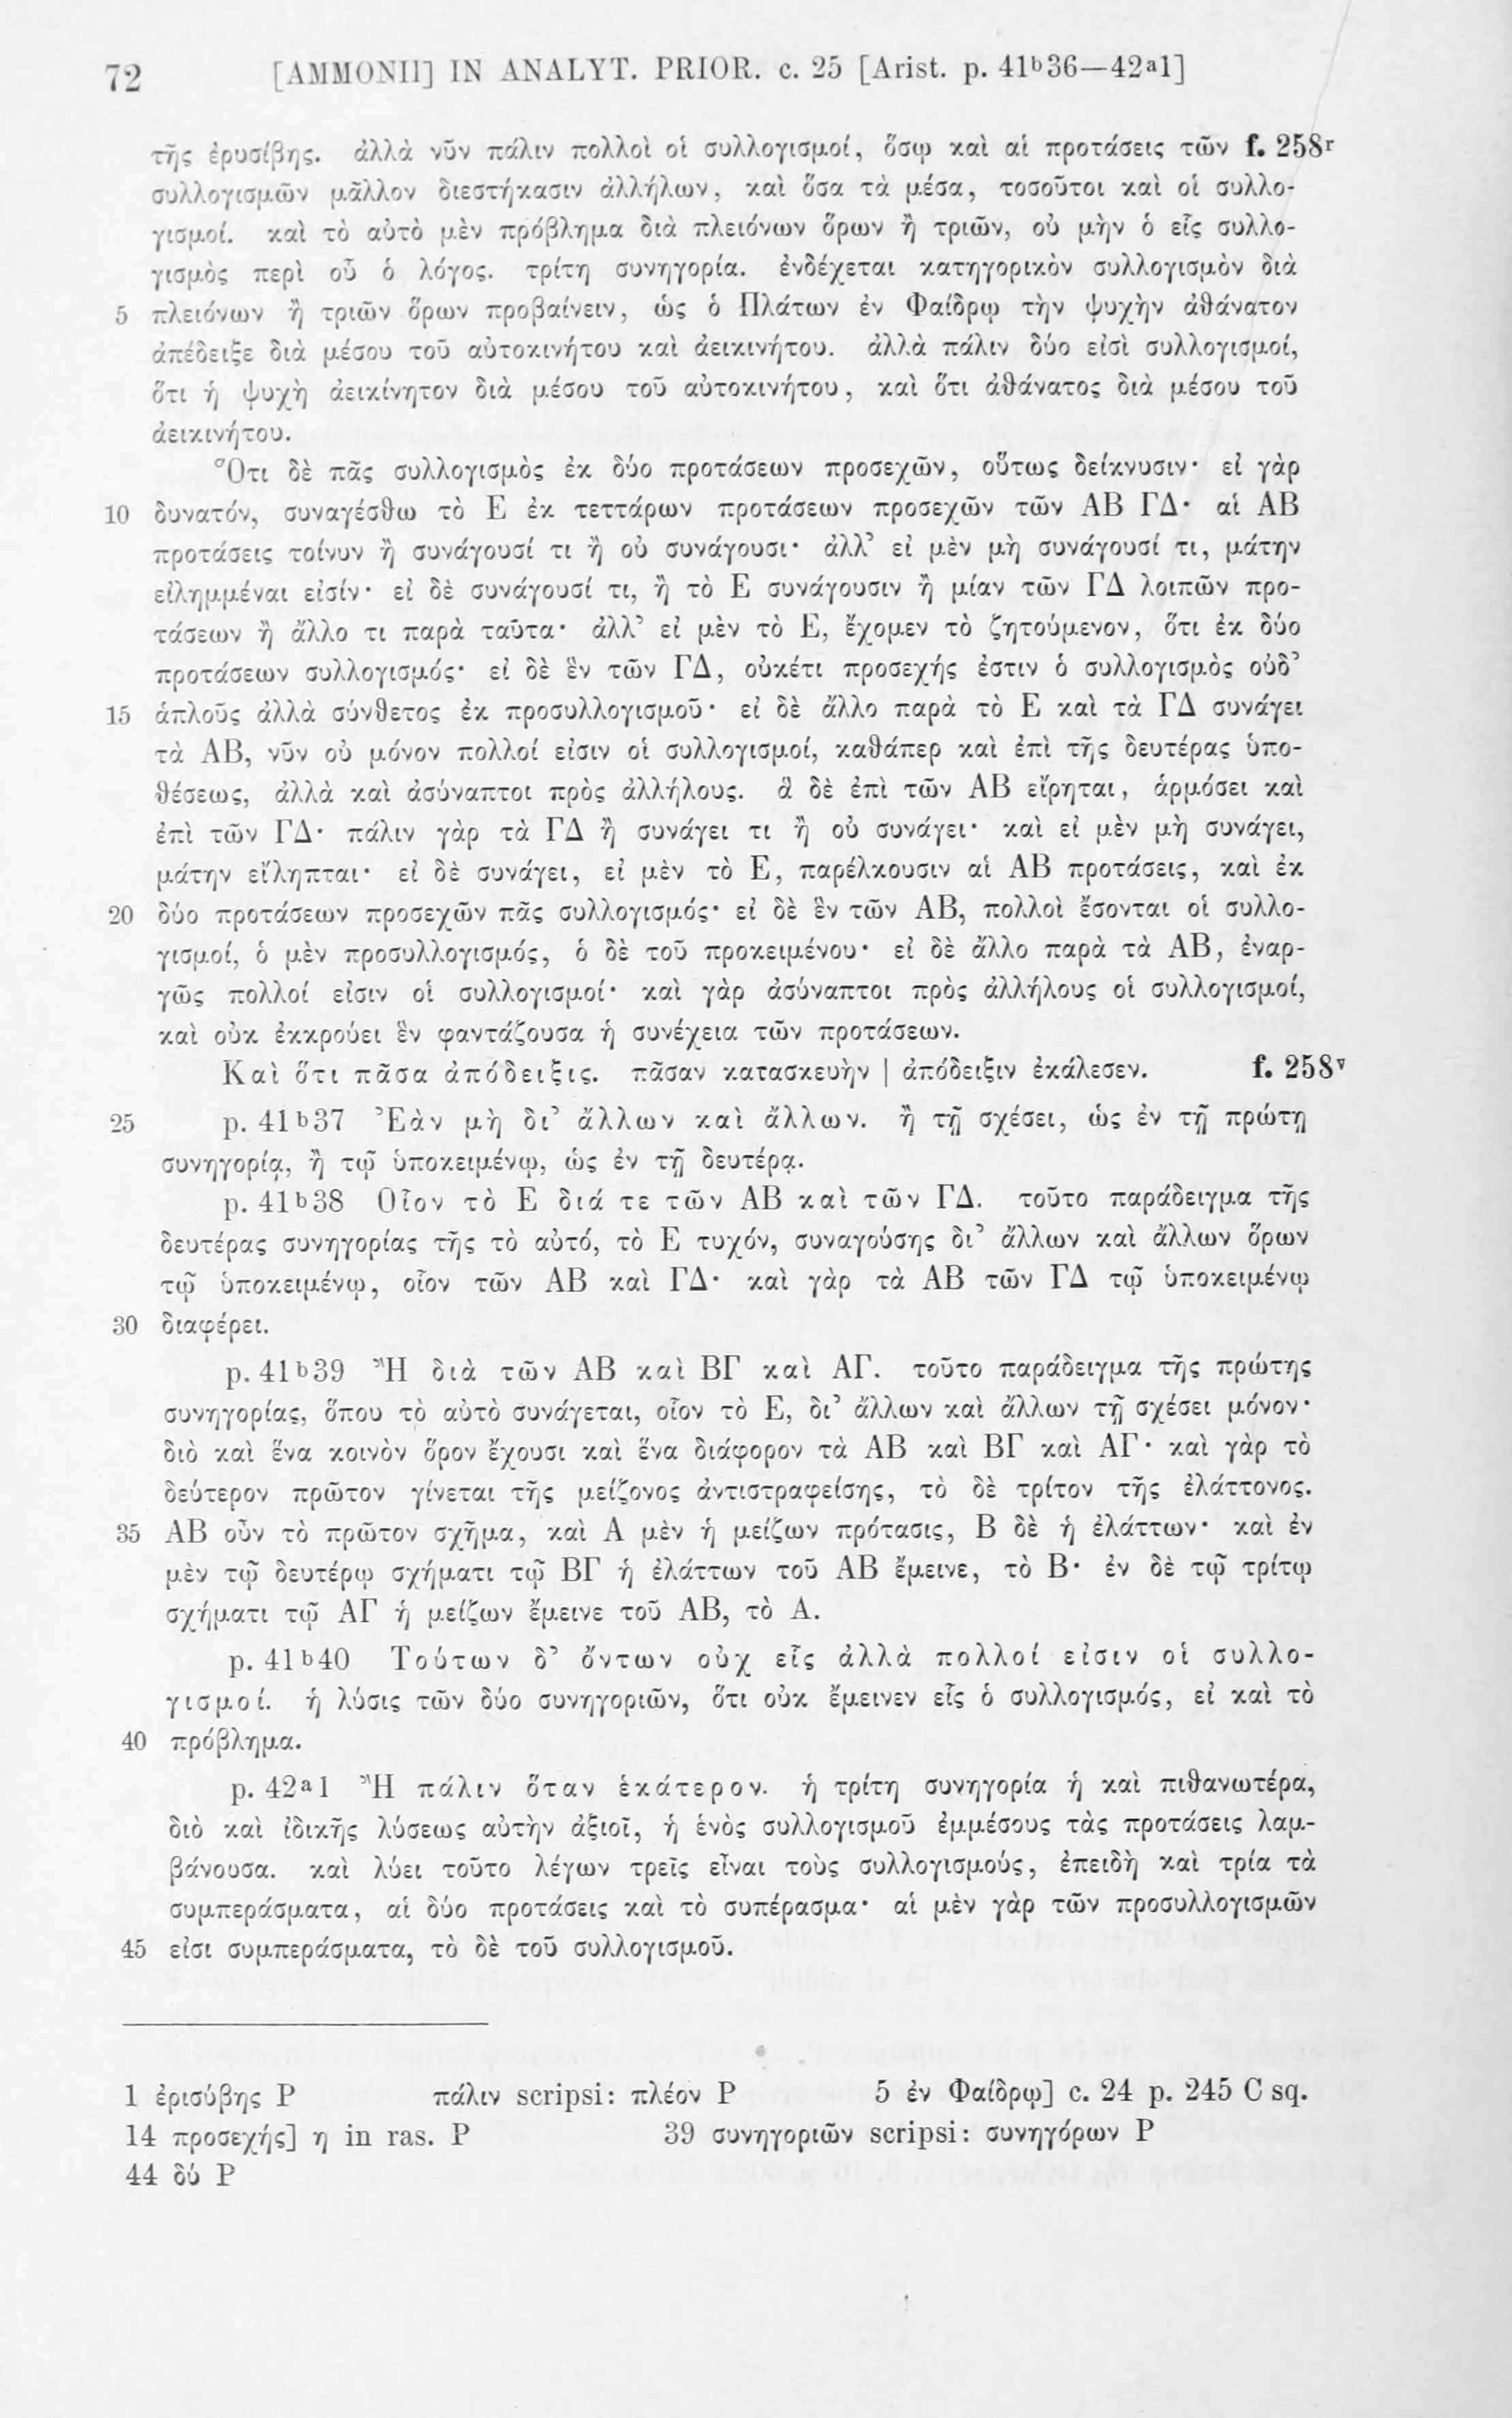 72 [AMMONII] IN ANALYT. PRIOR. c. 25 [Arist. p. 41b36—42a1]
τῆς ἐρυσίβης. ἀλλὰ νῦν πάλιν πολλοὶ οἱ συλλογισμοί, ὅσῳ καὶ αἱ προτάσεις τῶν f. 258r
συλλογισμῶν μᾶλλον διεστήκασιν ἀλλήλων, καὶ ὅσα τὰ μέσα, τοσοῦτοι καὶ οἱ συλλο-
γισμοί. καὶ τὸ αὐτὸ μὲν πρόβλημα διὰ πλειόνων ὅρων ἢ τριῶν, οὐ μὴν ὁ εἷς συλλο-
γισμὸς περὶ οὗ ὁ λόγος. τρίτη συνηγορία. ἐνδέχεται κατηγορικὸν συλλογισμὸν διὰ
5 πλειόνων ἢ τριῶν ὅρων προβαίνειν, ὡς ὁ Πλάτων ἐν Φαίδρῳ τὴν ψυχὴν ἀθάνατον
ἀπέδειξε διὰ μέσου τοῦ αὐτοκινήτου καὶ ἀεικινήτου. ἀλλὰ πάλιν δύο εἰσὶ συλλογισμοί,
ὅτι ἡ ψυχὴ ἀεικίνητον διὰ μέσου τοῦ αὐτοκινήτου, καὶ ὅτι ἀθάνατος διὰ μέσου τοῦ
ἀεικινήτου.
Ὅτι δὲ πᾶς συλλογισμὸς ἐκ δύο προτάσεων προσεχῶν, οὕτως δείκνυσιν· εἰ γὰρ
10 δυνατόν, συναγέσθω τὸ Ε ἐκ τεττάρων προτάσεων προσεχῶν τῶν ΑΒ ΓΔ· αἱ ΑΒ
προτάσεις τοίνυν ἢ συνάγουσί τι ἢ οὐ συνάγουσι· ἀλλ’ εἰ μὲν μὴ συνάγουσί τι, μάτην
εἰλημμέναι εἰσίν· εἰ δὲ συνάγουσί τι, ἢ τὸ Ε συνάγουσιν ἢ μίαν τῶν ΓΔ λοιπῶν προ-
τάσεων ἢ ἄλλο τι παρὰ ταῦτα· ἀλλ’ εἰ μὲν τὸ Ε, ἔχομεν τὸ ζητούμενον, ὅτι ἐκ δύο
προτάσεων συλλογισμός· εἰ δὲ ἓν τῶν ΓΔ, οὐκέτι προσεχής ἐστιν ὁ συλλογισμὸς οὐδ’
15 ἁπλοῦς ἀλλὰ σύνθετος ἐκ προσυλλογισμοῦ· εἰ δὲ ἄλλο παρὰ τὸ Ε καὶ τὰ ΓΔ συνάγει
τὰ ΑΒ, νῦν οὐ μόνον πολλοί εἰσιν οἱ συλλογισμοί, καθάπερ καὶ ἐπὶ τῆς δευτέρας ὑπο-
θέσεως, ἀλλὰ καὶ ἀσύναπτοι πρὸς ἀλλήλους. ἃ δὲ ἐπὶ τῶν ΑΒ εἴρηται, ἁρμόσει καὶ
ἐπὶ τῶν ΓΔ· πάλιν γὰρ τὰ ΓΔ ἢ συνάγει τι ἢ οὐ συνάγει· καὶ εἰ μὲν μὴ συνάγει,
μάτην εἴληπται· εἰ δὲ συνάγει, εἰ μὲν τὸ Ε, παρέλκουσιν αἱ ΑΒ προτάσεις, καὶ ἐκ
20 δύο προτάσεων προσεχῶν πᾶς συλλογισμός· εἰ δὲ ἓν τῶν ΑΒ, πολλοὶ ἔσονται οἱ συλλο-
γισμοί, ὁ μὲν προσυλλογισμός, ὁ δὲ τοῦ προκειμένου· εἰ δὲ ἄλλο παρὰ τὰ ΑΒ, ἐναρ-
γῶς πολλοί εἰσιν οἱ συλλογισμοί· καὶ γὰρ ἀσύναπτοι πρὸς ἀλλήλους οἱ συλλογισμοί,
καὶ οὐκ ἐκκρούει ἓν φαντάζουσα ἡ συνέχεια τῶν προτάσεων.
Καὶ ὅτι πᾶσα ἀπόδειξις. πᾶσαν κατασκευὴν | ἀπόδειξιν ἐκάλεσεν. f. 258v
25 p. 41b37 Ἐὰν μὴ δι’ ἄλλων καὶ ἄλλων. ἢ τῇ σχέσει, ὡς ἐν τῇ πρώτῃ
συνηγορίᾳ, ἢ τῷ ὑποκειμένῳ, ὡς ἐν τῇ δευτέρᾳ.
p. 41b38 Οἷον τὸ Ε διά τε τῶν ΑΒ καὶ τῶν ΓΔ. τοῦτο παράδειγμα τῆς
δευτέρας συνηγορίας τῆς τὸ αὐτό, τὸ Ε τυχόν, συναγούσης δι’ ἄλλων καὶ ἄλλων ὅρων
τῷ ὑποκειμένῳ, οἷον τῶν ΑΒ καὶ ΓΔ· καὶ γὰρ τὰ ΑΒ τῶν ΓΔ τῷ ὑποκειμένῳ
30 διαφέρει.
p. 41b39 Ἢ διὰ τῶν ΑΒ καὶ ΒΓ καὶ ΑΓ. τοῦτο παράδειγμα τῆς πρώτης
συνηγορίας, ὅπου τὸ αὐτὸ συνάγεται, οἷον τὸ Ε, δι’ ἄλλων καὶ ἄλλων τῇ σχέσει μόνον·
διὸ καὶ ἕνα κοινὸν ὅρον ἔχουσι καὶ ἕνα διάφορον τὰ ΑΒ καὶ ΒΓ καὶ ΑΓ· καὶ γὰρ τὸ
δεύτερον πρῶτον γίνεται τῆς μείζονος ἀντιστραφείσης, τὸ δὲ τρίτον τῆς ἐλάττονος.
35 ΑΒ οὖν τὸ πρῶτον σχῆμα, καὶ Α μὲν ἡ μείζων πρότασις, Β δὲ ἡ ἐλάττων· καὶ ἐν
μὲν τῷ δευτέρῳ σχήματι τῷ ΒΓ ἡ ἐλάττων τοῦ ΑΒ ἔμεινε, τὸ Β· ἐν δὲ τῷ τρίτῳ
σχήματι τῷ ΑΓ ἡ μείζων ἔμεινε τοῦ ΑΒ, τὸ Α.
p. 41b40 Τούτων δ’ ὄντων οὐχ εἷς ἀλλὰ πολλοί εἰσιν οἱ συλλο-
γισμοί. ἡ λύσις τῶν δύο συνηγοριῶν, ὅτι οὐκ ἔμεινεν εἷς ὁ συλλογισμός, εἰ καὶ τὸ
40 πρόβλημα.
p. 42a1 Ἢ πάλιν ὅταν ἑκάτερον. ἡ τρίτη συνηγορία ἡ καὶ πιθανωτέρα,
διὸ καὶ ἰδικῆς λύσεως αὐτὴν ἀξιοῖ, ἡ ἑνὸς συλλογισμοῦ ἐμμέσους τὰς προτάσεις λαμ-
βάνουσα. καὶ λύει τοῦτο λέγων τρεῖς εἶναι τοὺς συλλογισμούς, ἐπειδὴ καὶ τρία τὰ
συμπεράσματα, αἱ δύο προτάσεις καὶ τὸ συπέρασμα· αἱ μὲν γὰρ τῶν προσυλλογισμῶν
45 εἰσι συμπεράσματα, τὸ δὲ τοῦ συλλογισμοῦ.
1 ἐρισύβης P πάλιν scripsi: πλέον P 5 ἐν Φαίδρῳ] c. 24 p. 245 C sq.
14 προσεχής] η in ras. P 39 συνηγοριῶν scripsi: συνηγόρων P
44 δύ P